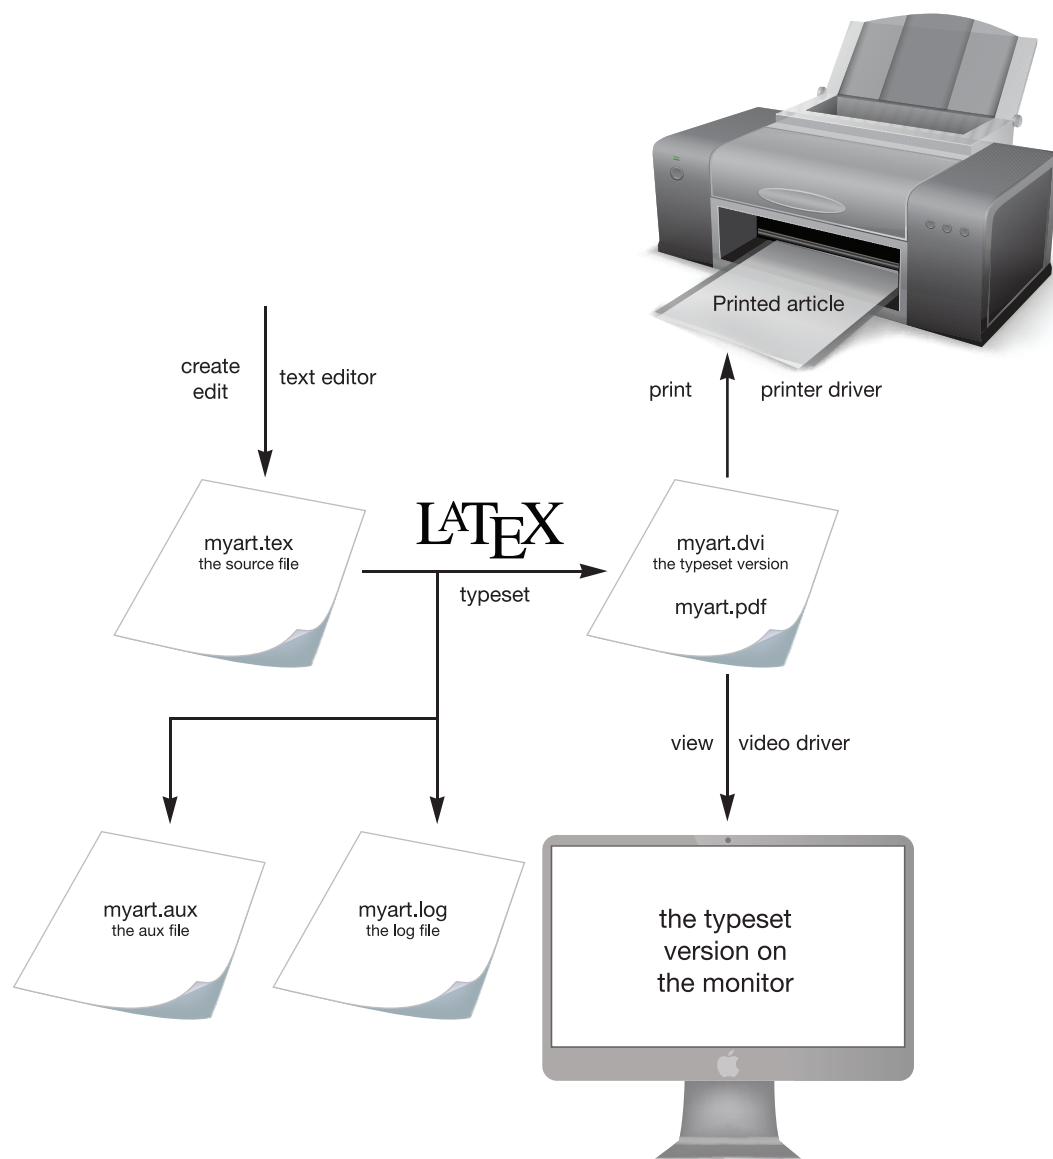 Printed article
create
edit
text editor
print
printer driver
LATEX
myart.tex
the source file
typeset
myart.dvi
the typeset version
myart.pdf
view
video driver
myart.aux
the aux file
myart.log
the log file
the typeset
version on
the monitor